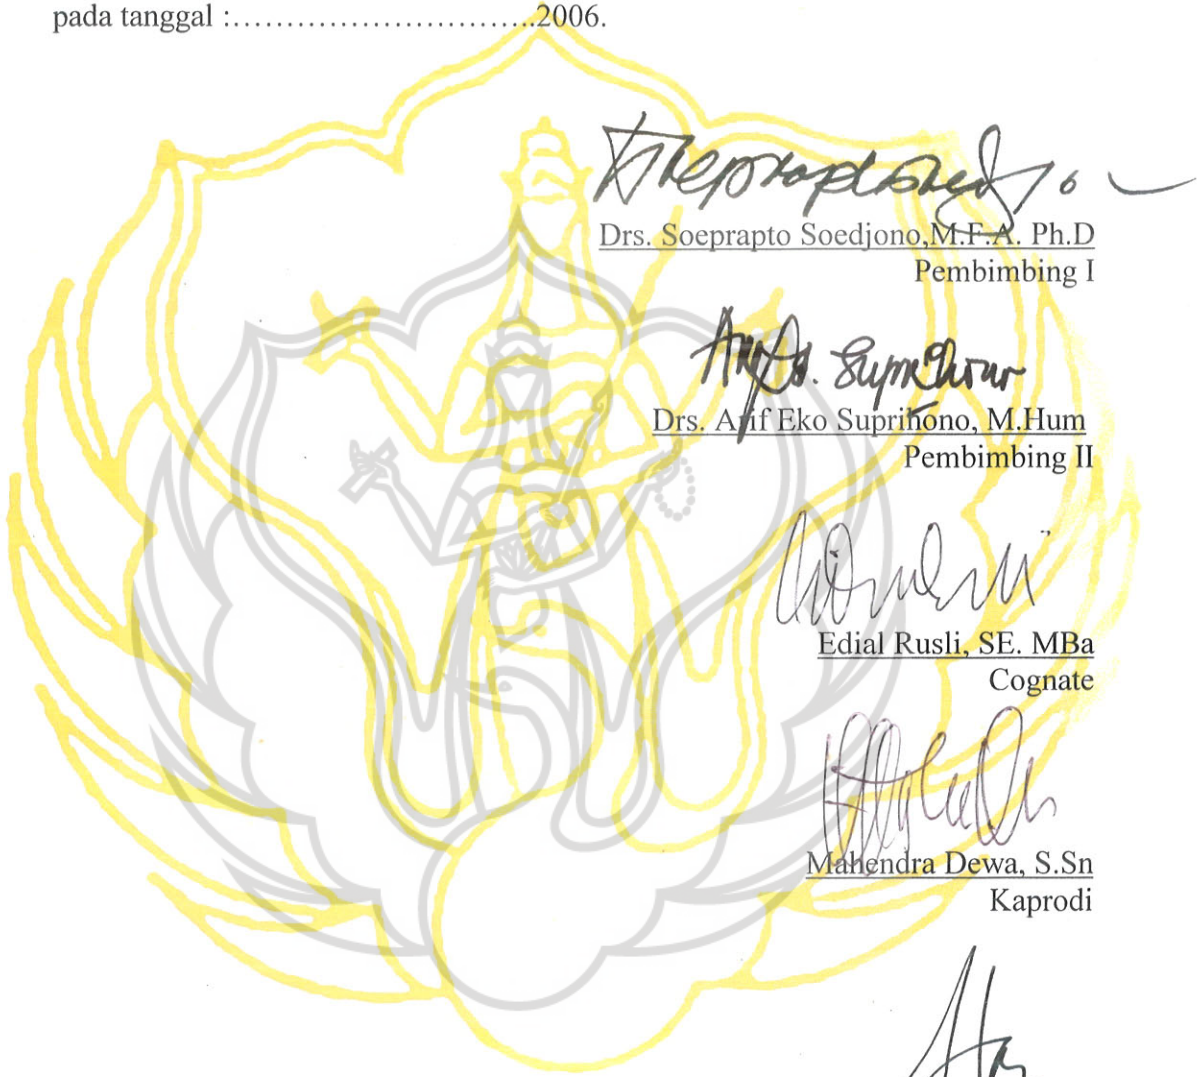 pada tanggal :……………………………2006.
Drs. Soeprapto Soedjono,M.F.A. Ph.D
Pembimbing I
Drs. Arif Eko Suprihono, M.Hum
Pembimbing II
Edial Rusli, SE. MBa
Cognate
Mahendra Dewa, S.Sn
Kaprodi